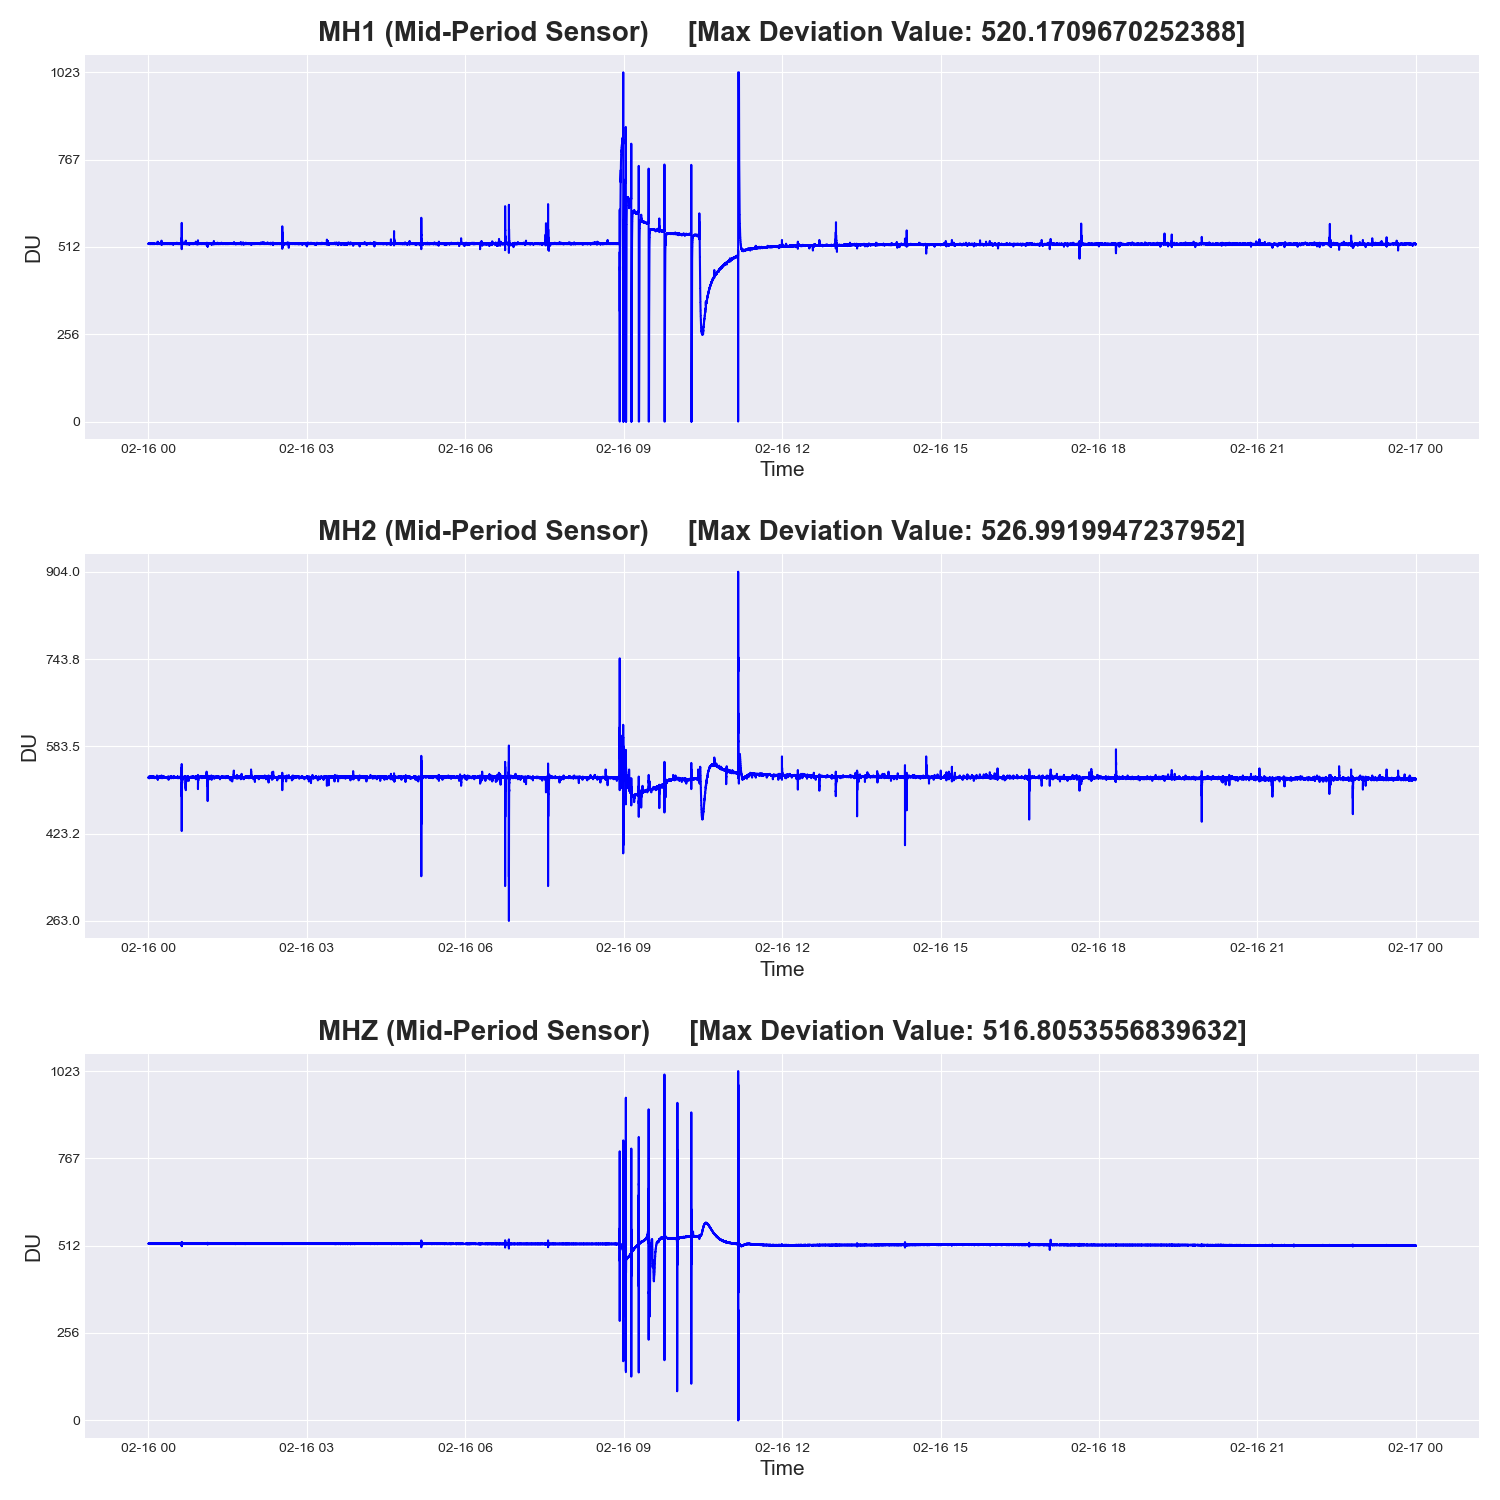 MH1 (Mid-Period Sensor) [Max Deviation Value: 520.1709670252388]
1023
767
512
256
0
DU
02-16 00 02-16 03 02-16 06 02-16 09 02-16 12 02-16 15 02-16 18 02-16 21 02-17 00
Time
MH2 (Mid-Period Sensor) [Max Deviation Value: 526.9919947237952]
904.0
743.8
583.5
423.2
263.0
DU
02-16 00 02-16 03 02-16 06 02-16 09 02-16 12 02-16 15 02-16 18 02-16 21 02-17 00
Time
MHZ (Mid-Period Sensor) [Max Deviation Value: 516.8053556839632]
1023
767
512
256
0
DU
02-16 00 02-16 03 02-16 06 02-16 09 02-16 12 02-16 15 02-16 18 02-16 21 02-17 00
Time